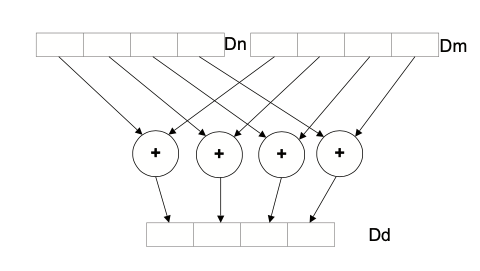 Dn Dm
+ + + +
Dd